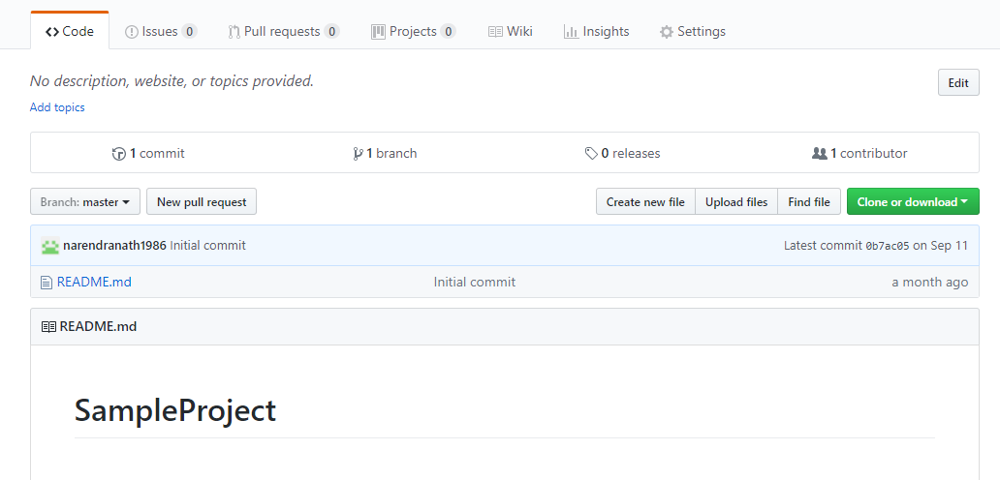 Code Issues 0 Pull requests 0 Projects 0 Wiki Insights Settings
No description, website, or topics provided. Edit
Add topics
1 commit 1 branch 0 releases 1 contributor
Branch: master New pull request Create new file Upload files Find file Clone or download
narendranath1986 Initial commit Latest commit 0b7ac05 on Sep 11
README.md Initial commit a month ago
README.md
SampleProject